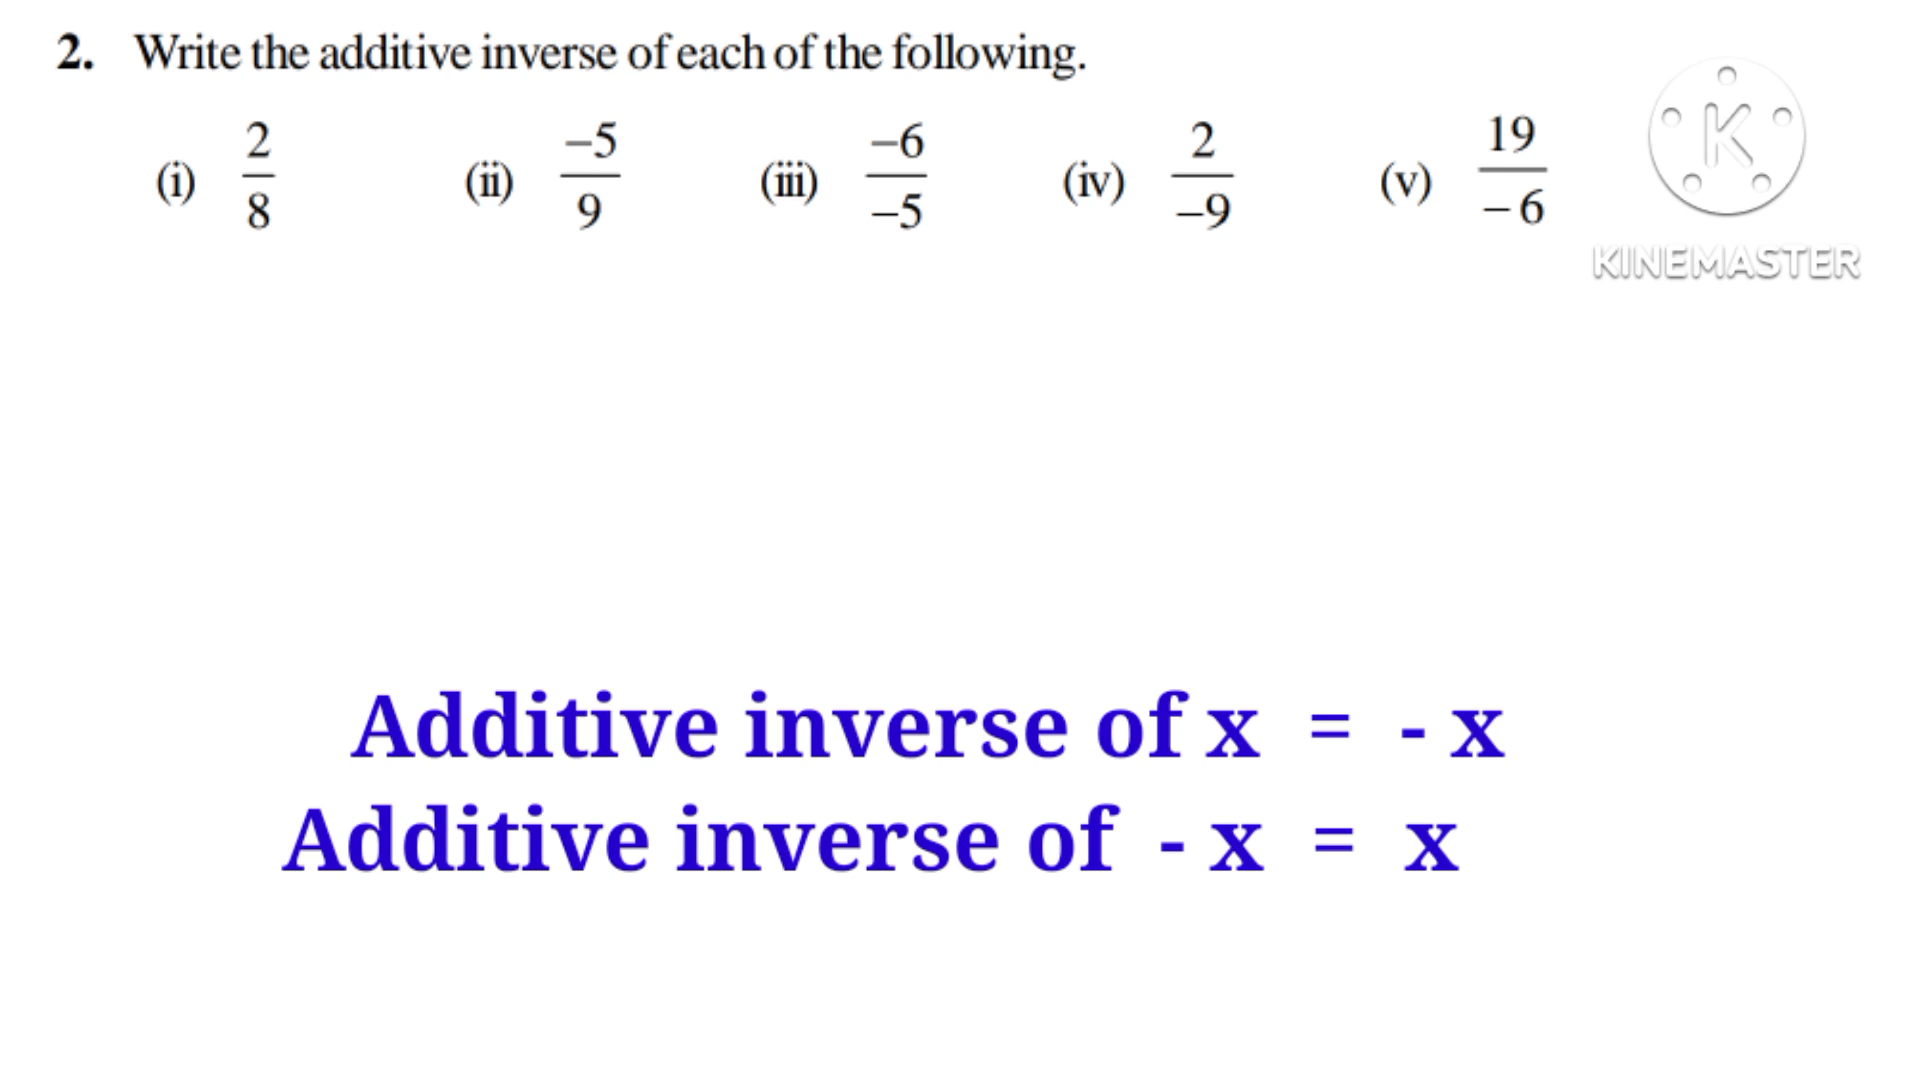 2. Write the additive inverse of each of the following.
(i) 2/8 (ii) –5/9 (iii) –6/–5 (iv) 2/–9 (v) 19/–6
K
KINEMASTER
Additive inverse of x = - x
Additive inverse of - x = x